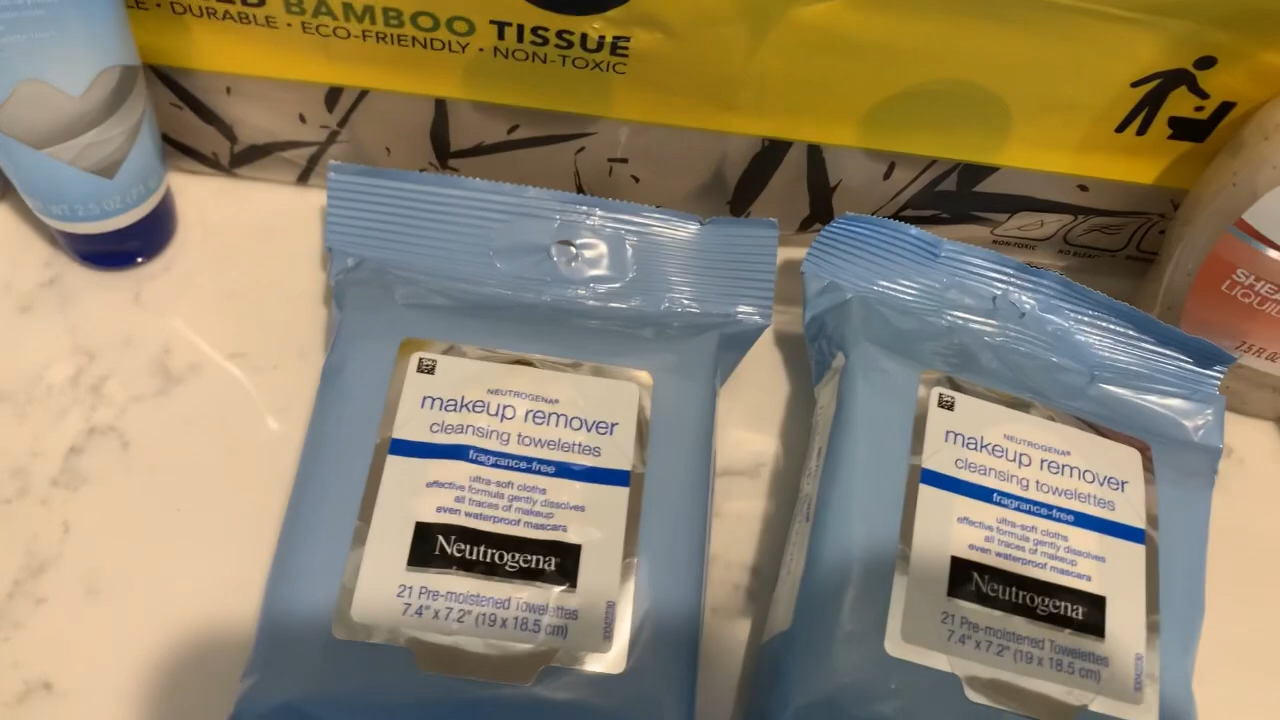 BAMBOO TISSUE
DURABLE · ECO-FRIENDLY · NON-TOXIC
WT 2.5 OZ
NON-TOXIC
LIQUID
7.5 FL OZ
NEUTROGENA®
makeup remover
cleansing towelettes
fragrance-free
ultra-soft cloths
effective formula gently dissolves
all traces of makeup
even waterproof mascara
Neutrogena®
21 Pre-moistened Towelettes
7.4" x 7.2" (19 x 18.5 cm)
NEUTROGENA®
makeup remover
cleansing towelettes
fragrance-free
ultra-soft cloths
effective formula gently dissolves
all traces of makeup
even waterproof mascara
Neutrogena®
21 Pre-moistened Towelettes
7.4" x 7.2" (19 x 18.5 cm)